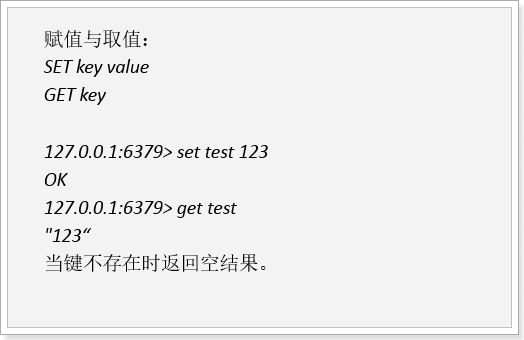 赋值与取值：
SET key value
GET key
127.0.0.1:6379> set test 123
OK
127.0.0.1:6379> get test
"123“
当键不存在时返回空结果。